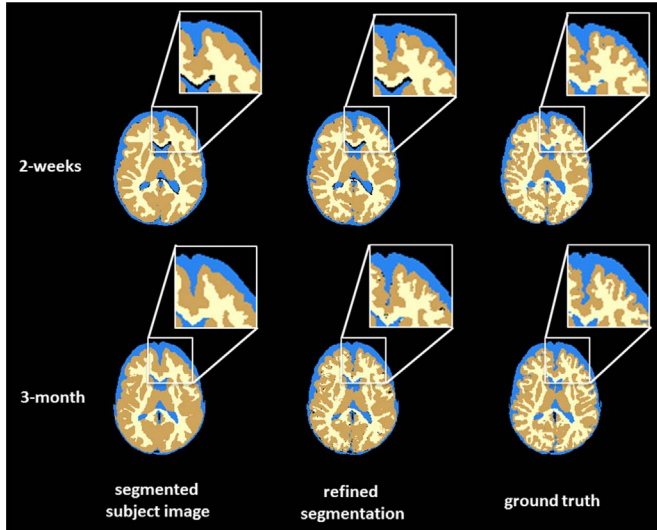 2-weeks
3-month
segmented
subject image
refined
segmentation
ground truth